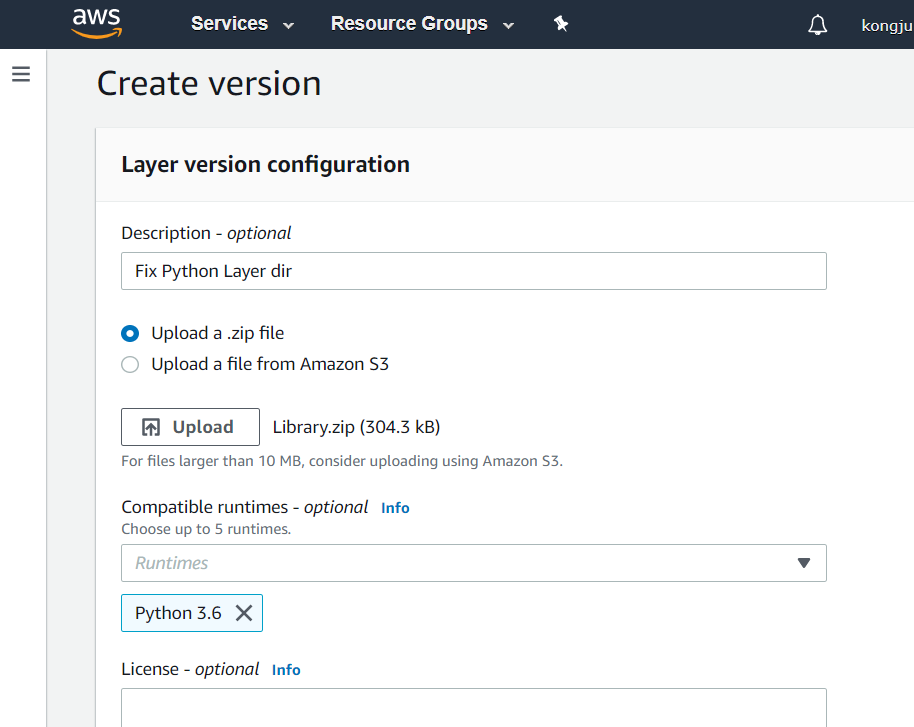 aws Services Resource Groups kongju
Create version
Layer version configuration
Description - optional
Fix Python Layer dir
Upload a .zip file
Upload a file from Amazon S3
Upload Library.zip (304.3 kB)
For files larger than 10 MB, consider uploading using Amazon S3.
Compatible runtimes - optional Info
Choose up to 5 runtimes.
Runtimes
Python 3.6
License - optional Info